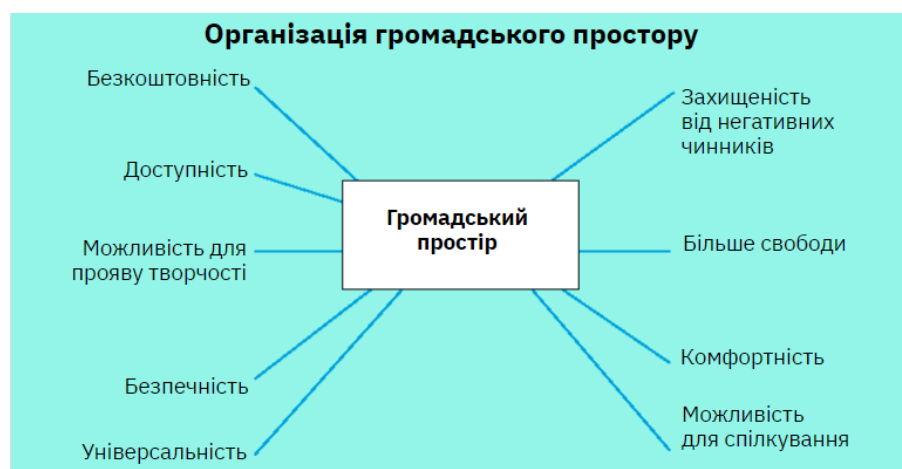 Організація громадського простору
Безкоштовність
Доступність
Можливість для
прояву творчості
Безпечність
Універсальність
Громадський
простір
Захищеність
від негативних
чинників
Більше свободи
Комфортність
Можливість
для спілкування